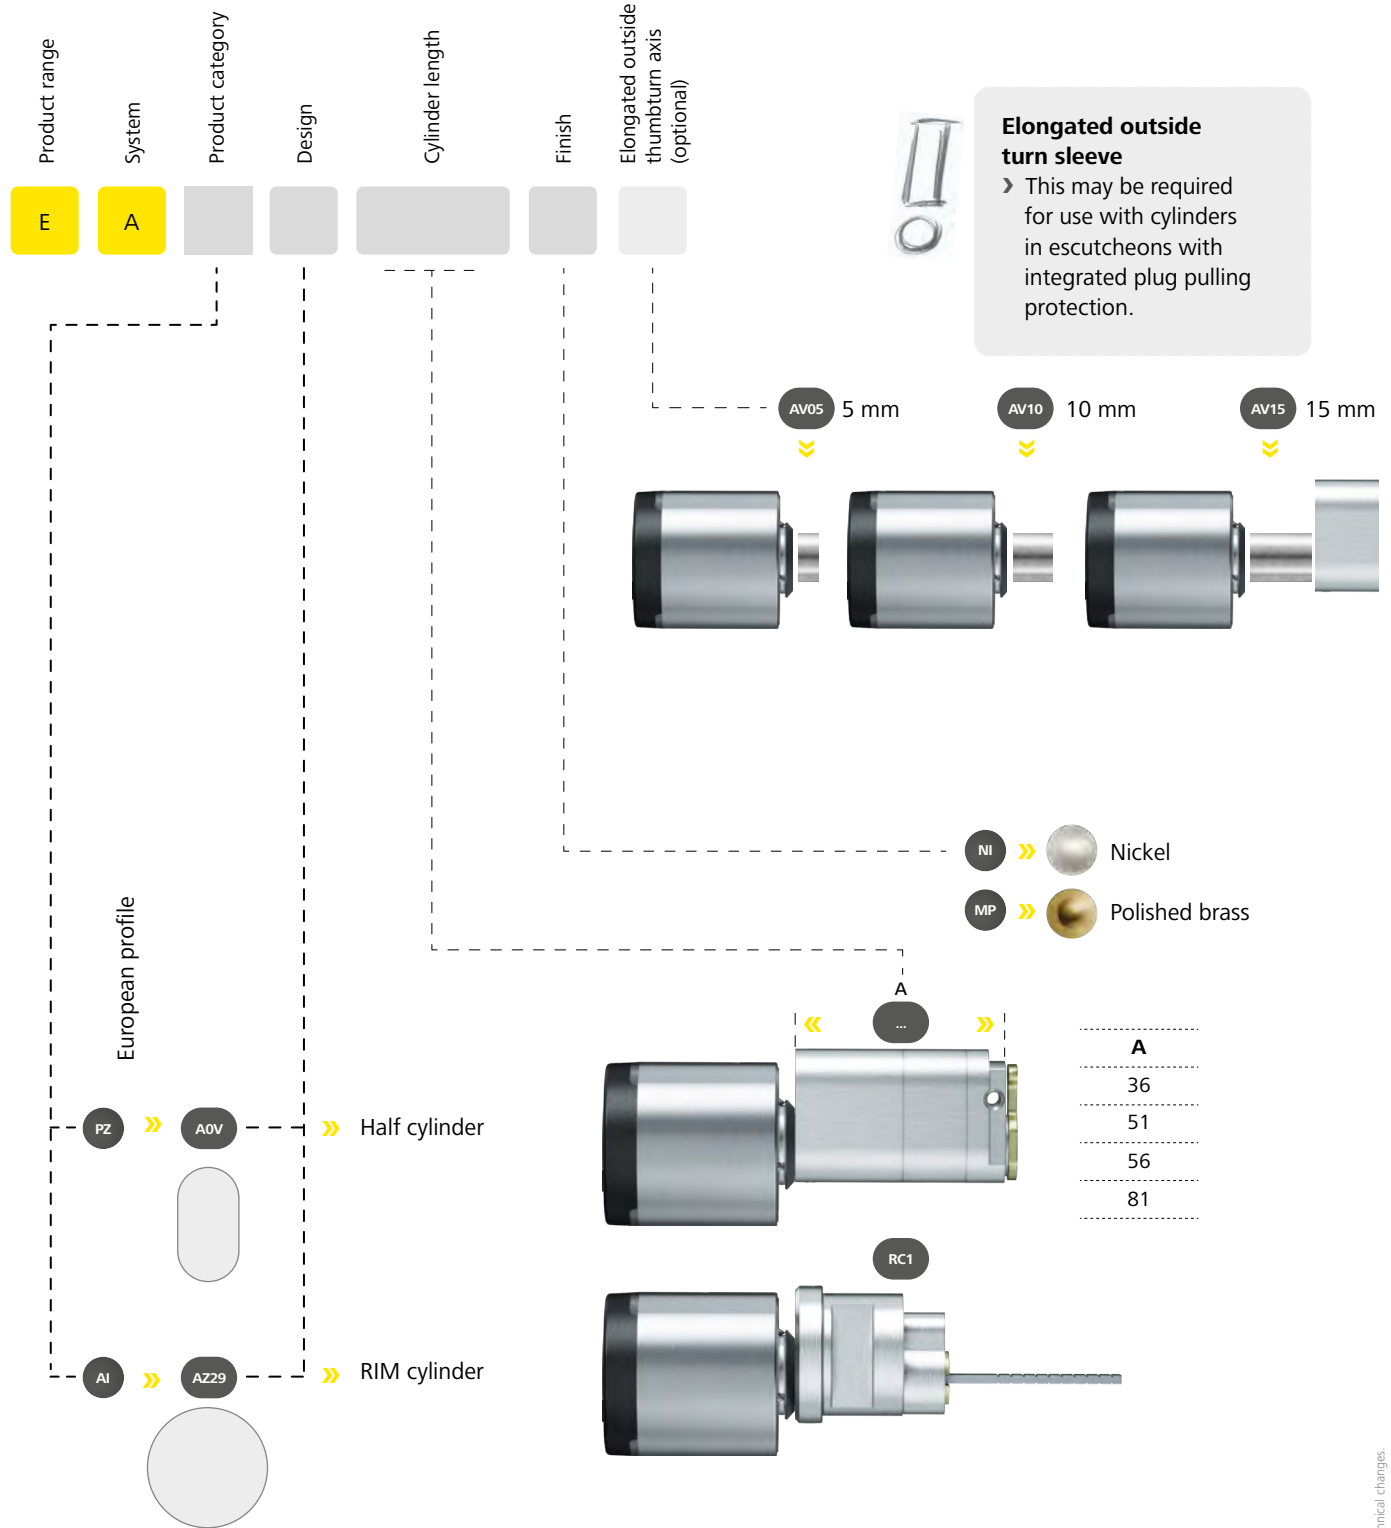 Product range
System
Product category
Design
Cylinder length
Finish
Elongated outside
thumbturn axis
(optional)
E
A
Elongated outside
turn sleeve
› This may be required
for use with cylinders
in escutcheons with
integrated plug pulling
protection.
AV05 5 mm
AV10 10 mm
AV15 15 mm
NI » Nickel
MP » Polished brass
European profile
A
...
A
36
51
56
81
PZ » A0V » Half cylinder
RC1
AI » AZ29 » RIM cylinder
nical changes.